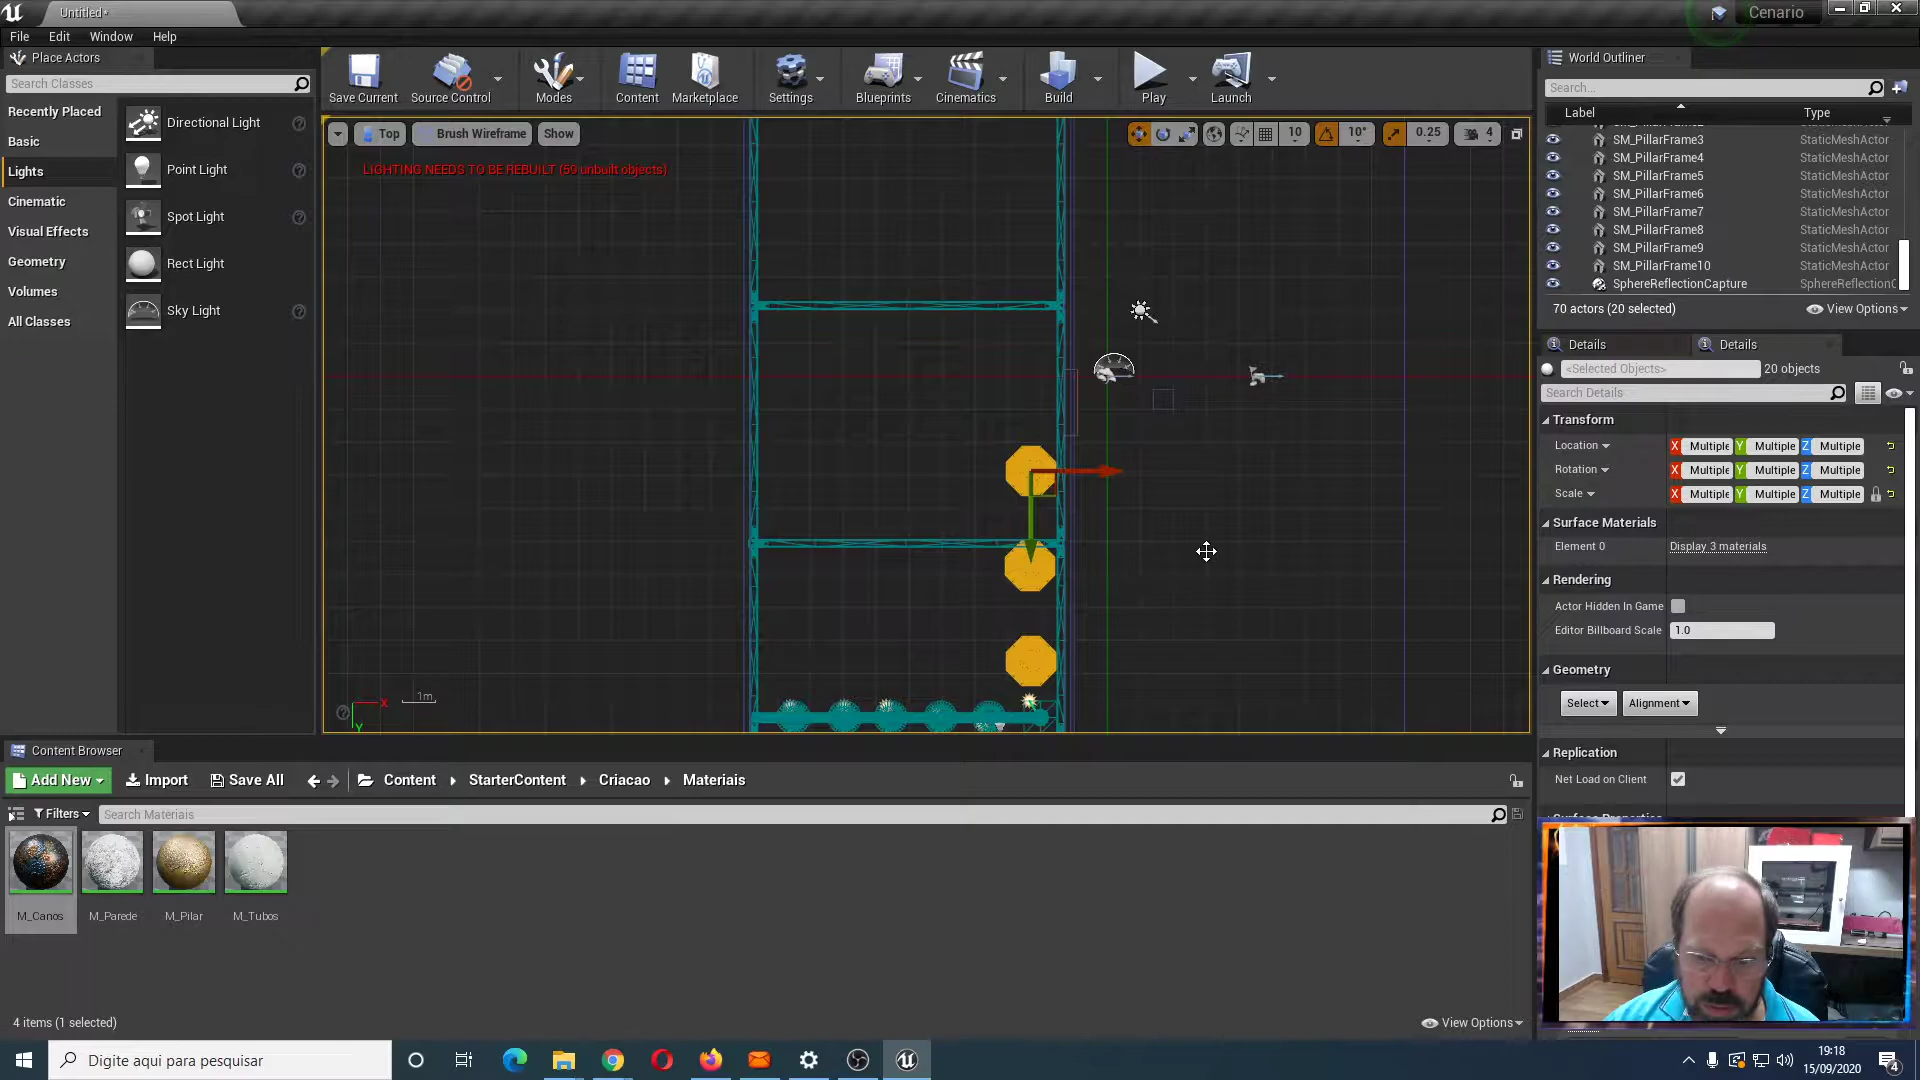 Untitled*
Cenario
File Edit Window Help
Place Actors
Search Classes
Recently Placed
Basic
Lights
Cinematic
Visual Effects
Geometry
Volumes
All Classes
Directional Light
Point Light
Spot Light
Rect Light
Sky Light
Save Current
Source Control
Modes
Content
Marketplace
Settings
Blueprints
Cinematics
Build
Play
Launch
Top
Brush Wireframe
Show
10
10°
0.25
4
LIGHTING NEEDS TO BE REBUILT (59 unbuilt objects)
X
1m
Y
World Outliner
Search...
Label Type
SM_PillarFrame3 StaticMeshActor
SM_PillarFrame4 StaticMeshActor
SM_PillarFrame5 StaticMeshActor
SM_PillarFrame6 StaticMeshActor
SM_PillarFrame7 StaticMeshActor
SM_PillarFrame8 StaticMeshActor
SM_PillarFrame9 StaticMeshActor
SM_PillarFrame10 StaticMeshActor
SphereReflectionCapture SphereReflectionC
70 actors (20 selected)
View Options
Details
Details
<Selected Objects>
20 objects
Search Details
Transform
Location X Multiple Y Multiple Z Multiple
Rotation X Multiple Y Multiple Z Multiple
Scale X Multiple Y Multiple Z Multiple
Surface Materials
Element 0 Display 3 materials
Rendering
Actor Hidden In Game
Editor Billboard Scale 1.0
Geometry
Select
Alignment
Replication
Net Load on Client
Content Browser
Add New
Import
Save All
Content StarterContent Criacao Materiais
Filters
Search Materiais
M_Canos
M_Parede
M_Pilar
M_Tubos
4 items (1 selected)
View Options
Digite aqui para pesquisar
19:18
15/09/2020
4